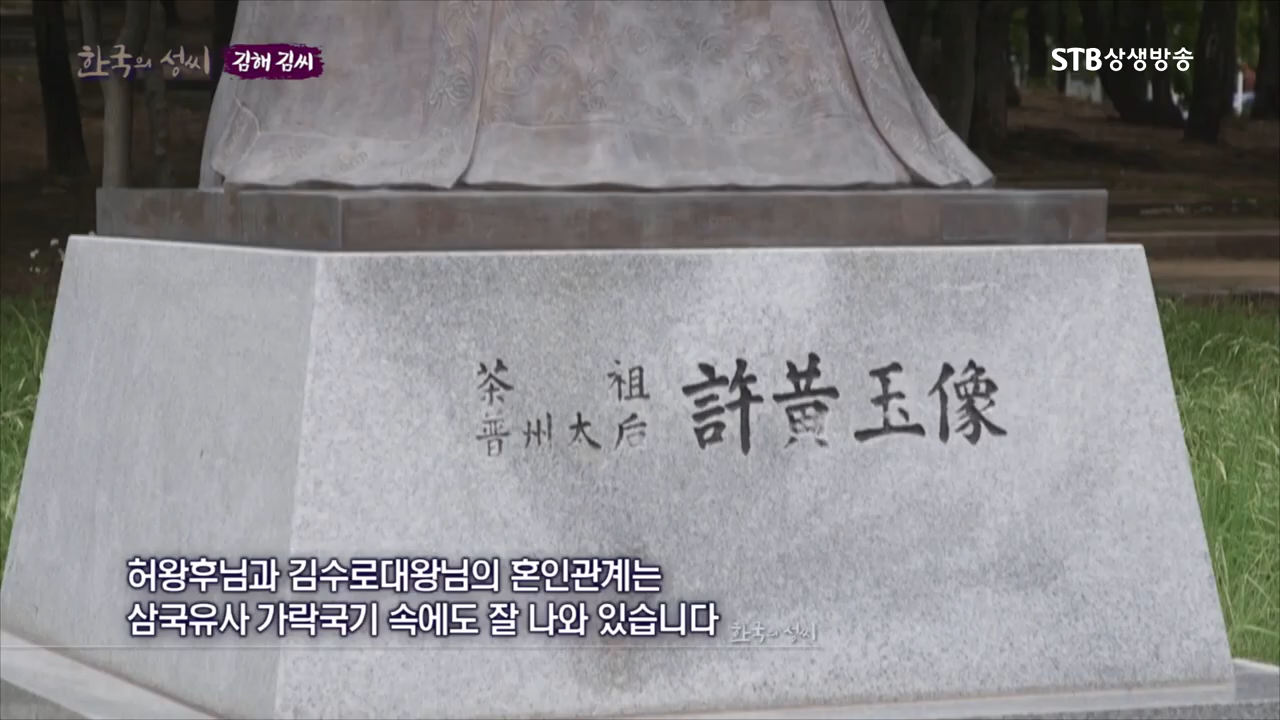 한국의 성씨 김해 김씨
STB상생방송
茶祖
普州太后
許黃玉像
허왕후님과 김수로대왕님의 혼인관계는
삼국유사 가락국기 속에도 잘 나와 있습니다
한국의 성씨